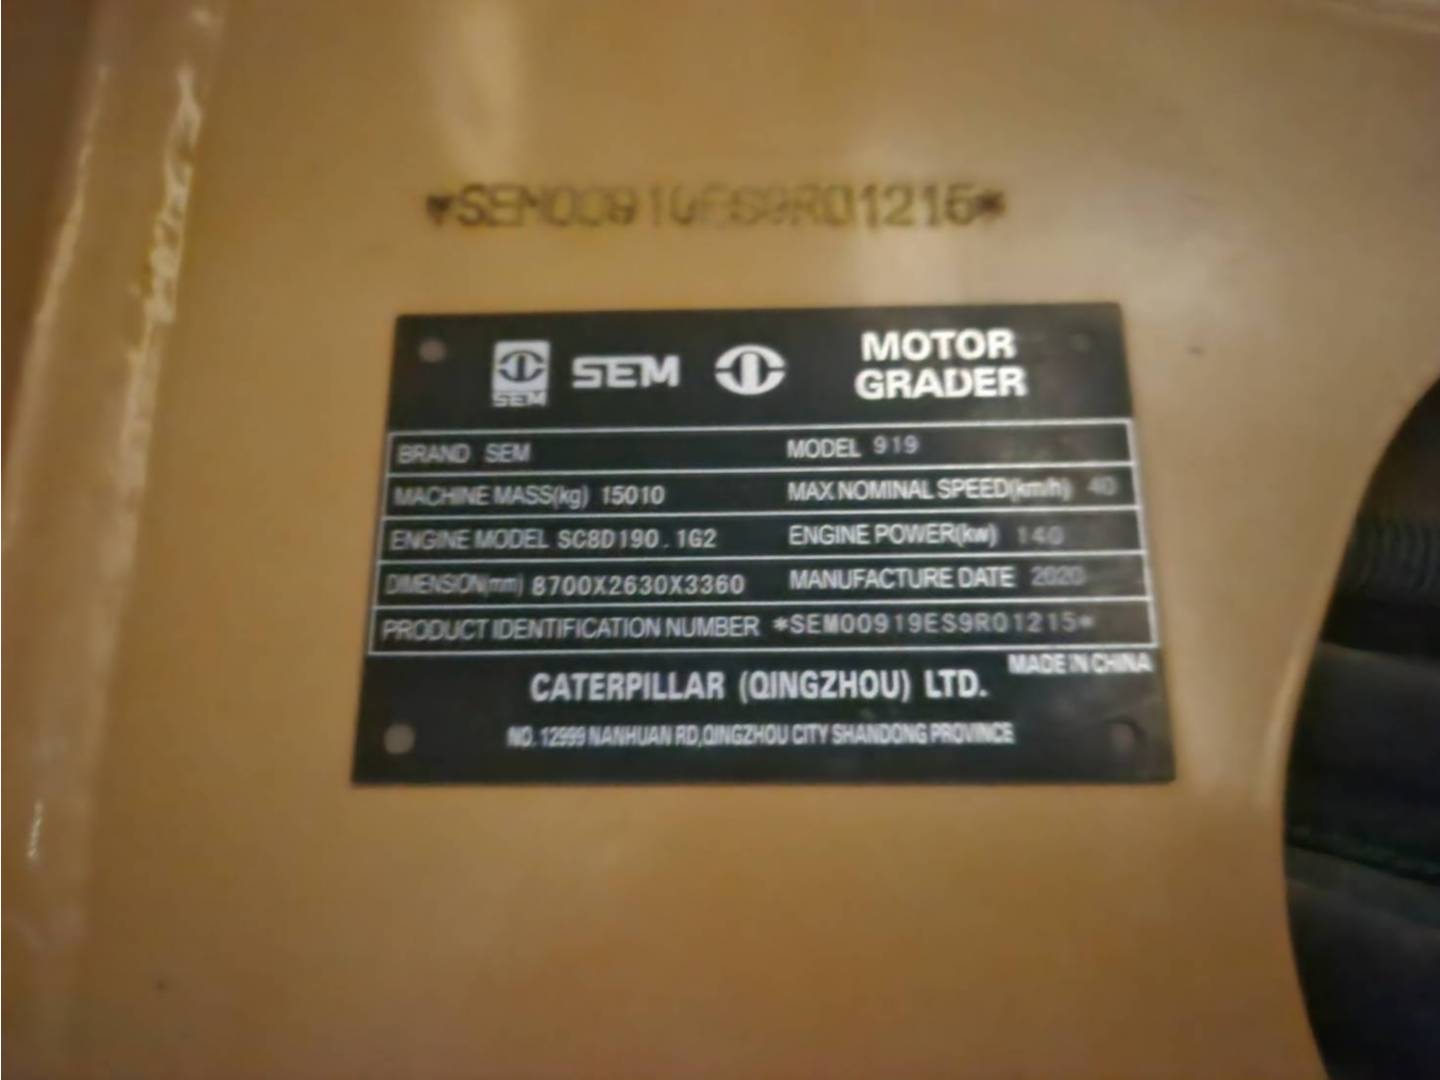 *SEM00919ES9R01215*
SEM SEM MOTOR GRADER
BRAND SEM MODEL 919
MACHINE MASS(kg) 15010 MAX NOMINAL SPEED(km/h) 40
ENGINE MODEL SC8D190.1G2 ENGINE POWER(kw) 140
DIMENSION(mm) 8700X2630X3360 MANUFACTURE DATE 2020
PRODUCT IDENTIFICATION NUMBER *SEM00919ES9R01215*
MADE IN CHINA
CATERPILLAR (QINGZHOU) LTD.
NO. 12999 NANHUAN RD,QINGZHOU CITY SHANDONG PROVINCE